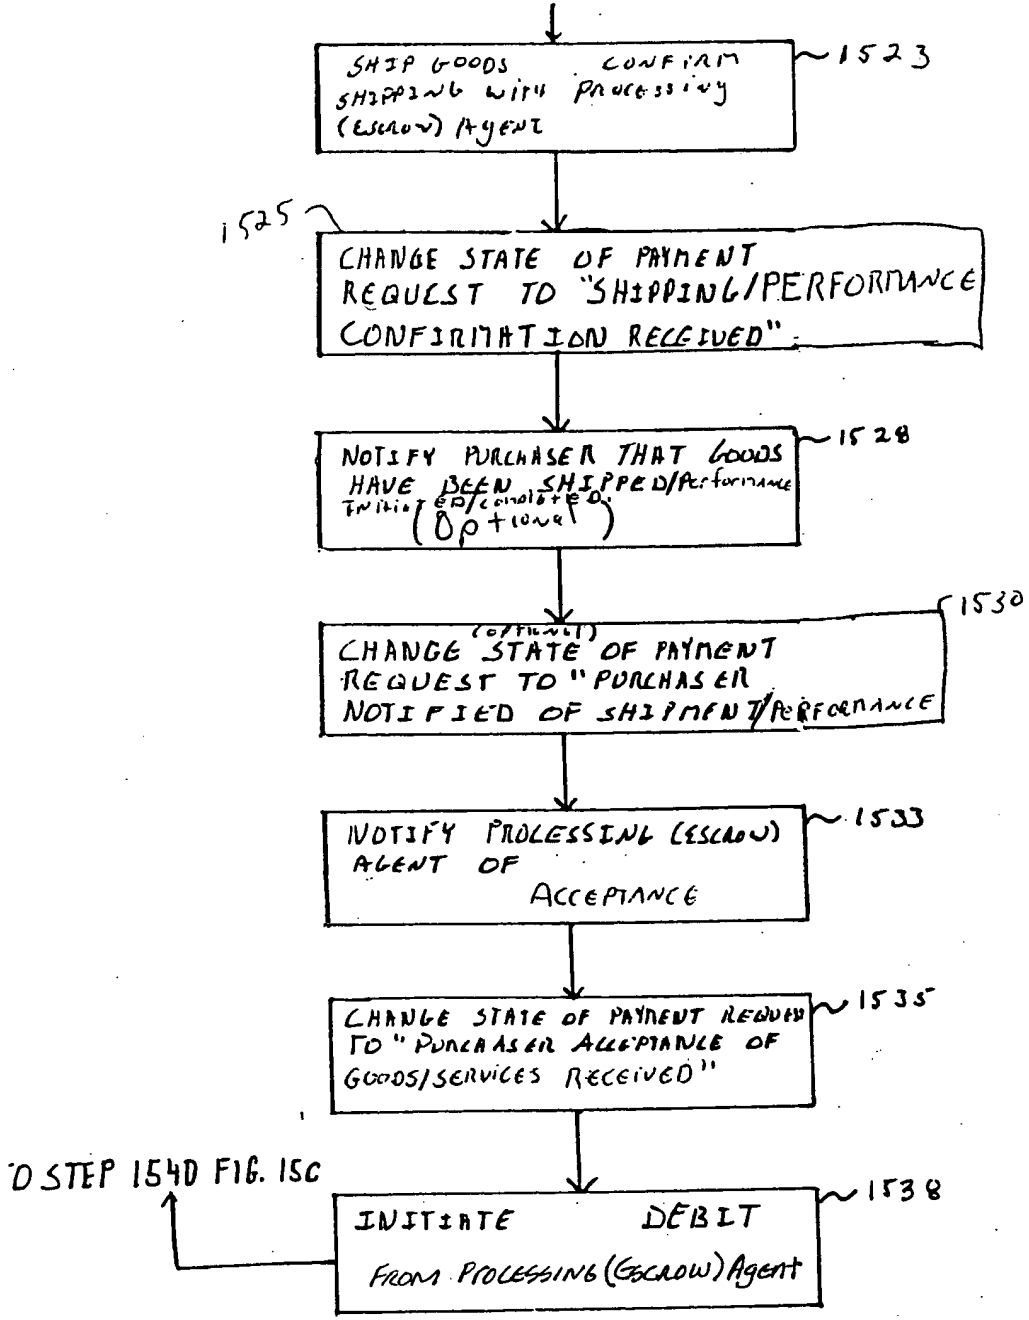 SHIP GOODS CONFIRM
SHIPPING WITH PROCESSING
(ESCROW) AGENT
1523
1525
CHANGE STATE OF PAYMENT
REQUEST TO "SHIPPING/PERFORMANCE
CONFIRMATION RECEIVED"
1528
NOTIFY PURCHASER THAT GOODS
HAVE BEEN SHIPPED/Performance
INitiatED/completED.
(Optional)
1530
(optional)
CHANGE STATE OF PAYMENT
REQUEST TO "PURCHASER
NOTIFIED OF SHIPMENT/PERFORMANCE
1533
NOTIFY PROCESSING (ESCROW)
AGENT OF
ACCEPTANCE
1535
CHANGE STATE OF PAYMENT REQUEST
TO "PURCHASER ACCEPTANCE OF
GOODS/SERVICES RECEIVED"
O STEP 1540 FIG. 15C
1538
INITIATE DEBIT
FROM PROCESSING (ESCROW) Agent